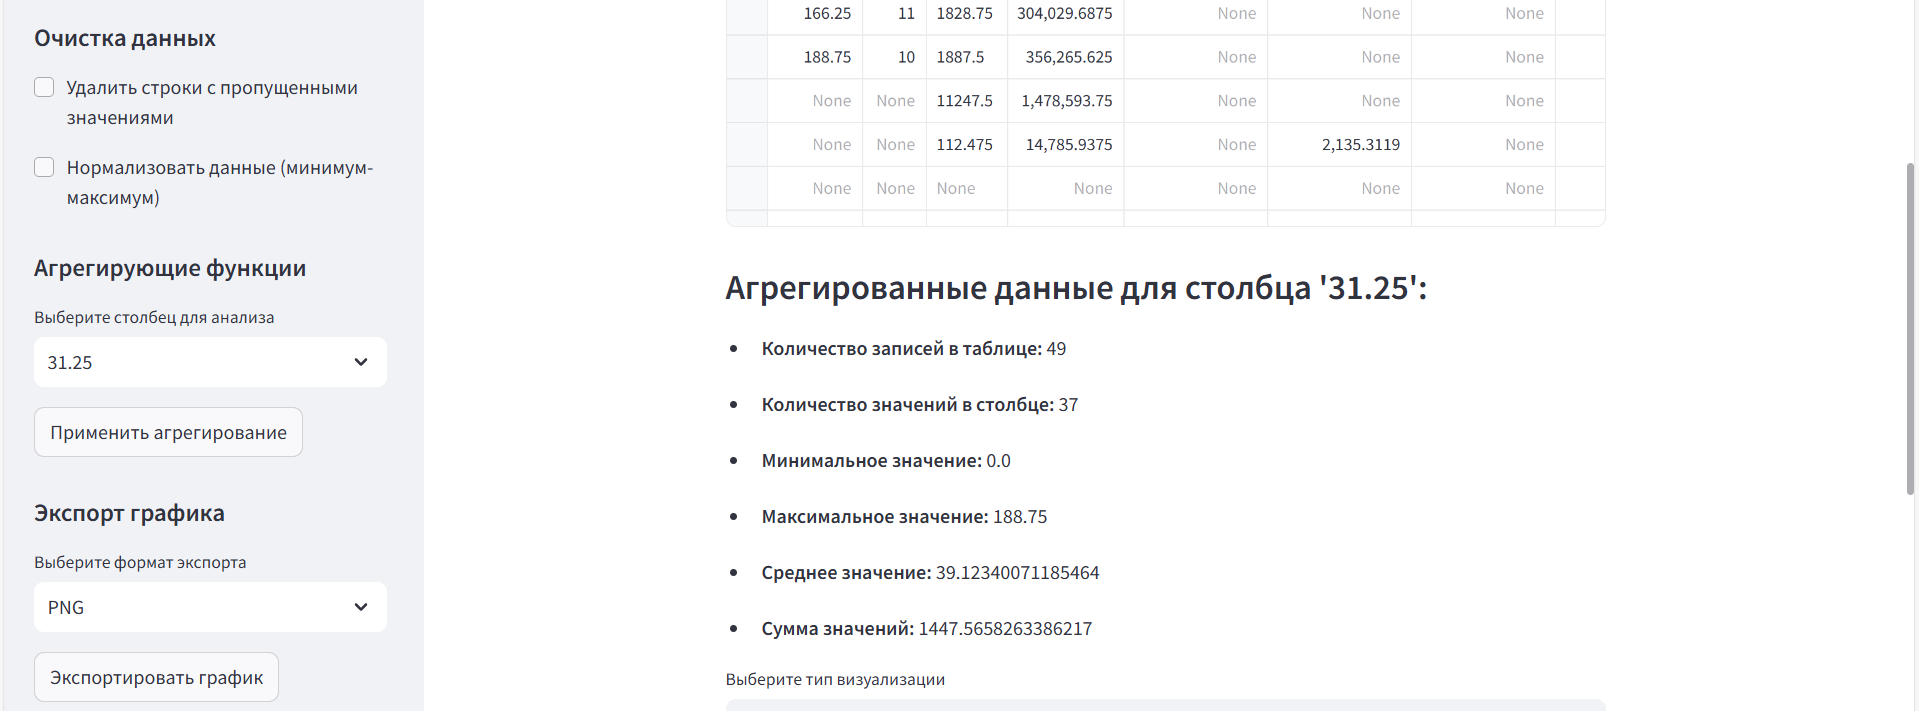 Очистка данных
Удалить строки с пропущенными
значениями
Нормализовать данные (минимум-
максимум)
Агрегирующие функции
Выберите столбец для анализа
31.25
Применить агрегирование
Экспорт графика
Выберите формат экспорта
PNG
Экспортировать график
166.25 11 1828.75 304,029.6875 None None None
188.75 10 1887.5 356,265.625 None None None
None None 11247.5 1,478,593.75 None None None
None None 112.475 14,785.9375 None 2,135.3119 None
None None None None None None None
Агрегированные данные для столбца '31.25':
• Количество записей в таблице: 49
• Количество значений в столбце: 37
• Минимальное значение: 0.0
• Максимальное значение: 188.75
• Среднее значение: 39.12340071185464
• Сумма значений: 1447.5658263386217
Выберите тип визуализации